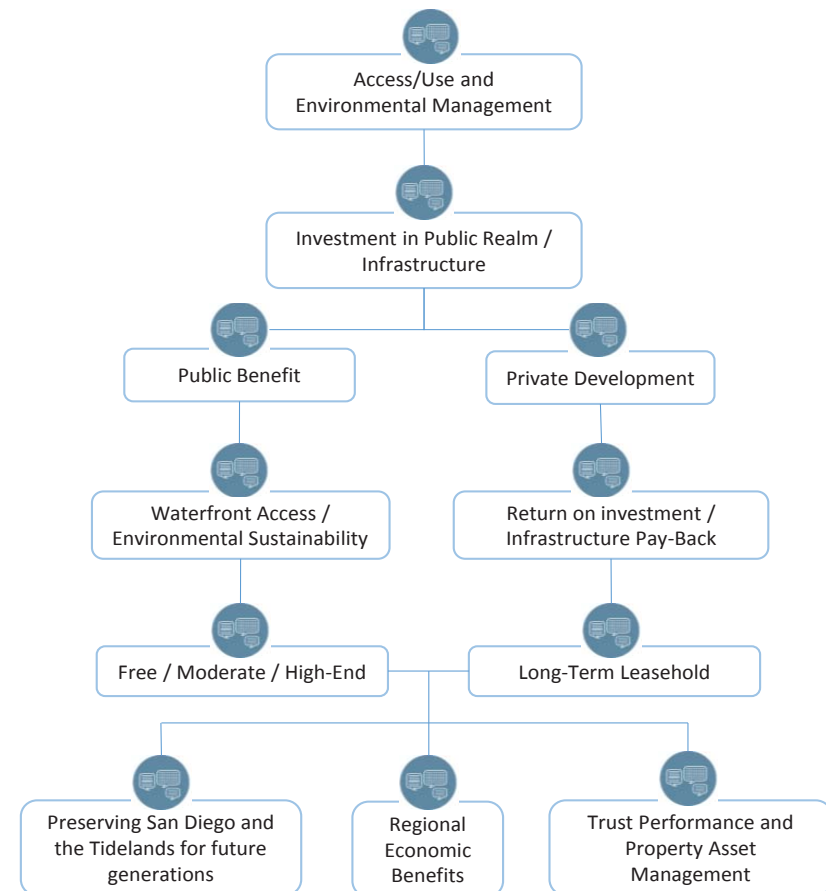 Access/Use and
Environmental Management
Investment in Public Realm /
Infrastructure
Public Benefit
Private Development
Waterfront Access /
Environmental Sustainability
Return on investment /
Infrastructure Pay-Back
Free / Moderate / High-End
Long-Term Leasehold
Preserving San Diego and
the Tidelands for future
generations
Regional
Economic
Benefits
Trust Performance and
Property Asset
Management